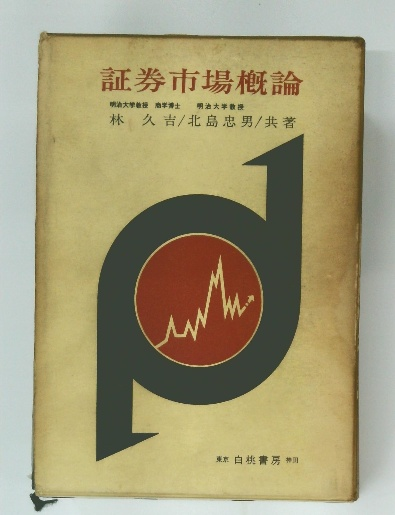 証券市場概論
明治大学教授 商学博士 明治大学教授
林 久吉/北島忠男/共著
東京 白桃書房 神田